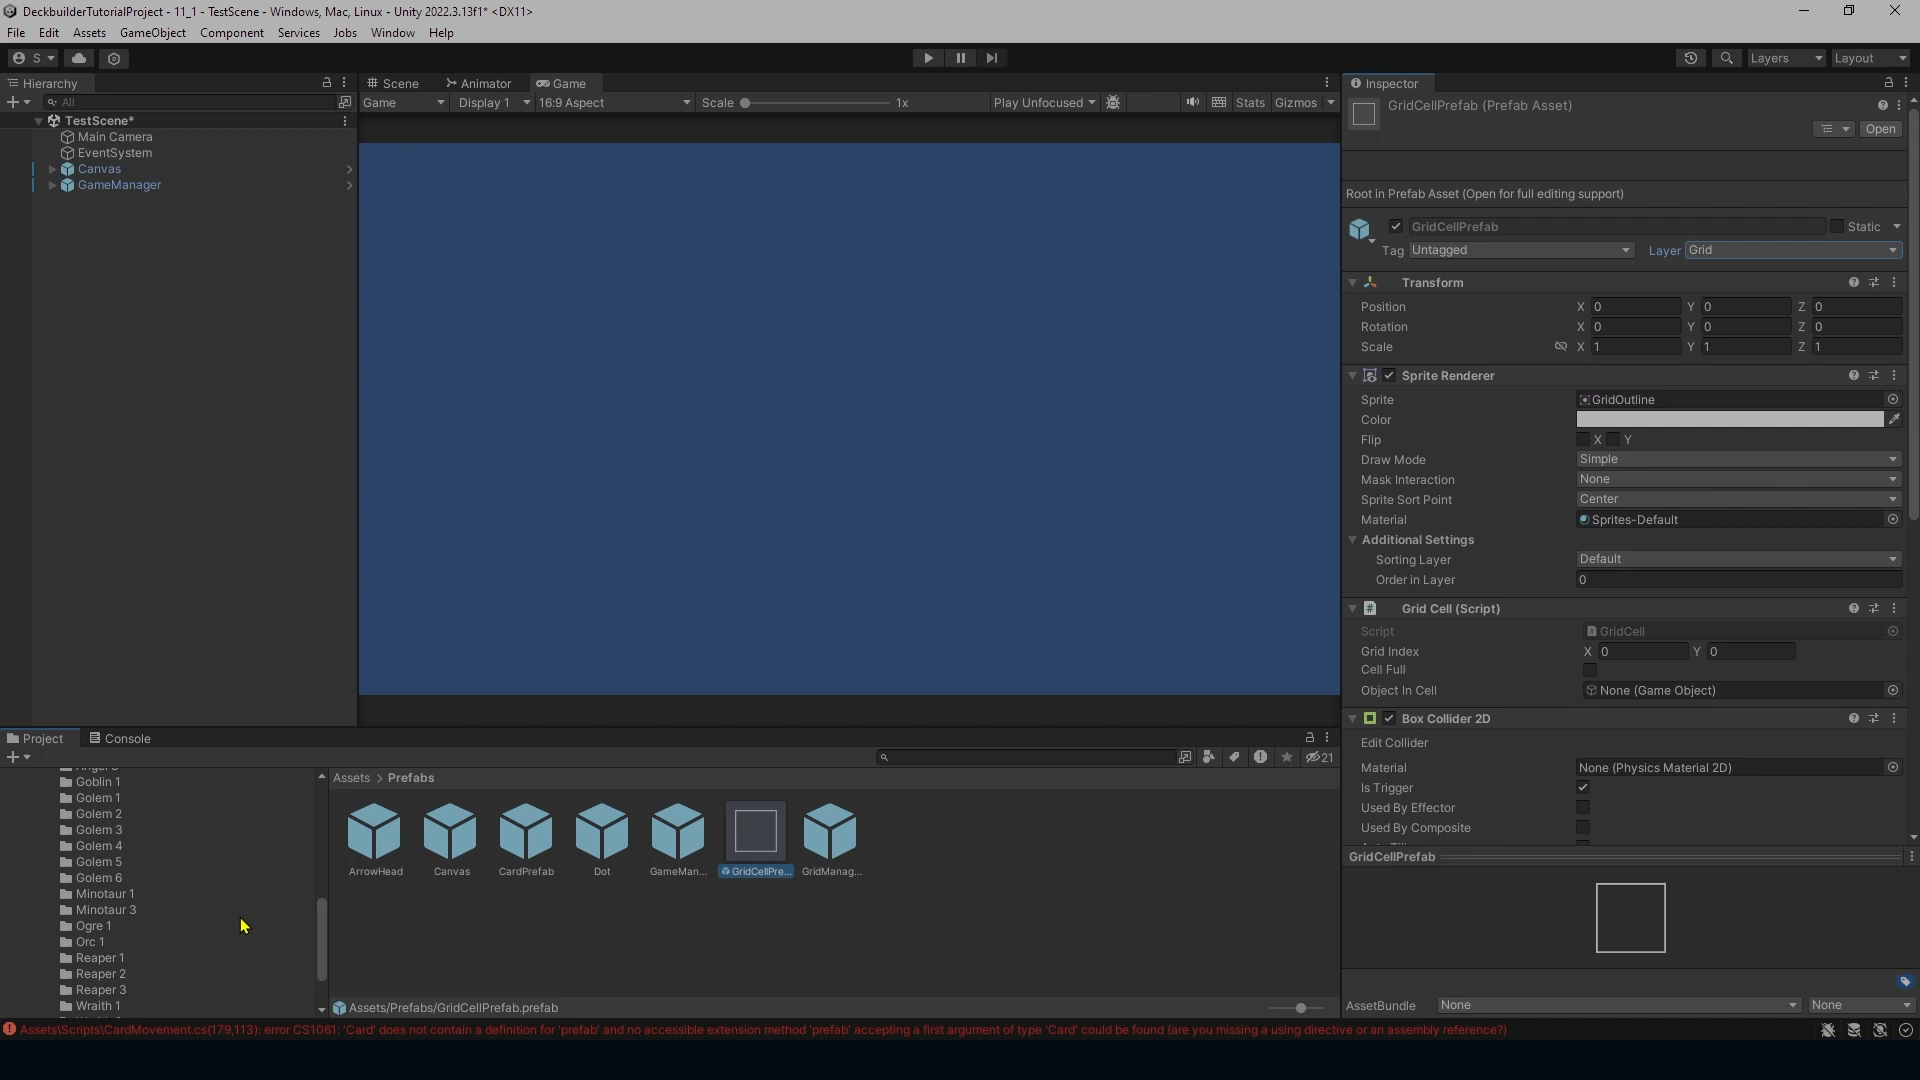 DeckbuilderTutorialProject - 11_1 - TestScene - Windows, Mac, Linux - Unity 2022.3.13f1* <DX11>
File Edit Assets GameObject Component Services Jobs Window Help
S
Layers Layout
Hierarchy
Scene Animator Game
Inspector
All
Game Display 1 16:9 Aspect Scale 1x Play Unfocused Stats Gizmos
GridCellPrefab (Prefab Asset)
Open
TestScene*
Main Camera
EventSystem
Canvas
GameManager
Root in Prefab Asset (Open for full editing support)
GridCellPrefab Static
Tag Untagged Layer Grid
Transform
Position X 0 Y 0 Z 0
Rotation X 0 Y 0 Z 0
Scale X 1 Y 1 Z 1
Sprite Renderer
Sprite GridOutline
Color
Flip X Y
Draw Mode Simple
Mask Interaction None
Sprite Sort Point Center
Material Sprites-Default
Additional Settings
Sorting Layer Default
Order in Layer 0
Grid Cell (Script)
Script GridCell
Grid Index X 0 Y 0
Cell Full
Object In Cell None (Game Object)
Box Collider 2D
Edit Collider
Material None (Physics Material 2D)
Is Trigger
Used By Effector
Used By Composite
GridCellPrefab
AssetBundle None None
Project Console
21
Goblin 1
Golem 1
Golem 2
Golem 3
Golem 4
Golem 5
Golem 6
Minotaur 1
Minotaur 3
Ogre 1
Orc 1
Reaper 1
Reaper 2
Reaper 3
Wraith 1
Assets > Prefabs
ArrowHead Canvas CardPrefab Dot GameMan... GridCellPre... GridManag...
Assets/Prefabs/GridCellPrefab.prefab
Assets\Scripts\CardMovement.cs(179,113): error CS1061: 'Card' does not contain a definition for 'prefab' and no accessible extension method 'prefab' accepting a first argument of type 'Card' could be found (are you missing a using directive or an assembly reference?)